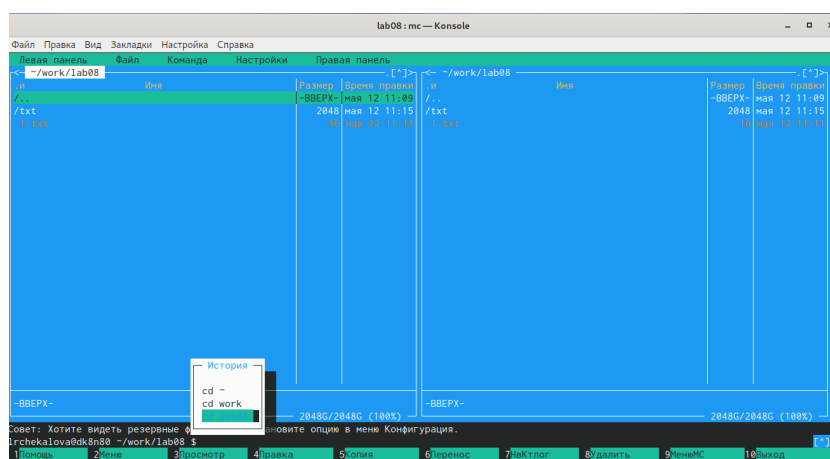 lab08 : mc — Konsole
Файл Правка Вид Закладки Настройка Справка
Левая панель Файл Команда Настройки Правая панель
<— ~/work/lab08 .[^]> <— ~/work/lab08 .[^]>
.и Имя Размер Время правки .и Имя Размер Время правки
/.. -ВВЕРХ- мая 12 11:09 /.. -ВВЕРХ- мая 12 11:09
/txt 2048 мая 12 11:15 /txt 2048 мая 12 11:15
1.txt 16 мая 12 11:11 1.txt 16 мая 12 11:11
История
cd ~
cd work
-ВВЕРХ- -ВВЕРХ-
2048G/2048G (100%) 2048G/2048G (100%)
Совет: Хотите видеть резервные ф ановите опцию в меню Конфигурация.
lrchekalova@dk8n80 ~/work/lab08 $ [^]
1Помощь 2Меню 3Просмотр 4Правка 5Копия 6Перенос 7НвКтлог 8Удалить 9МенюMC 10Выход